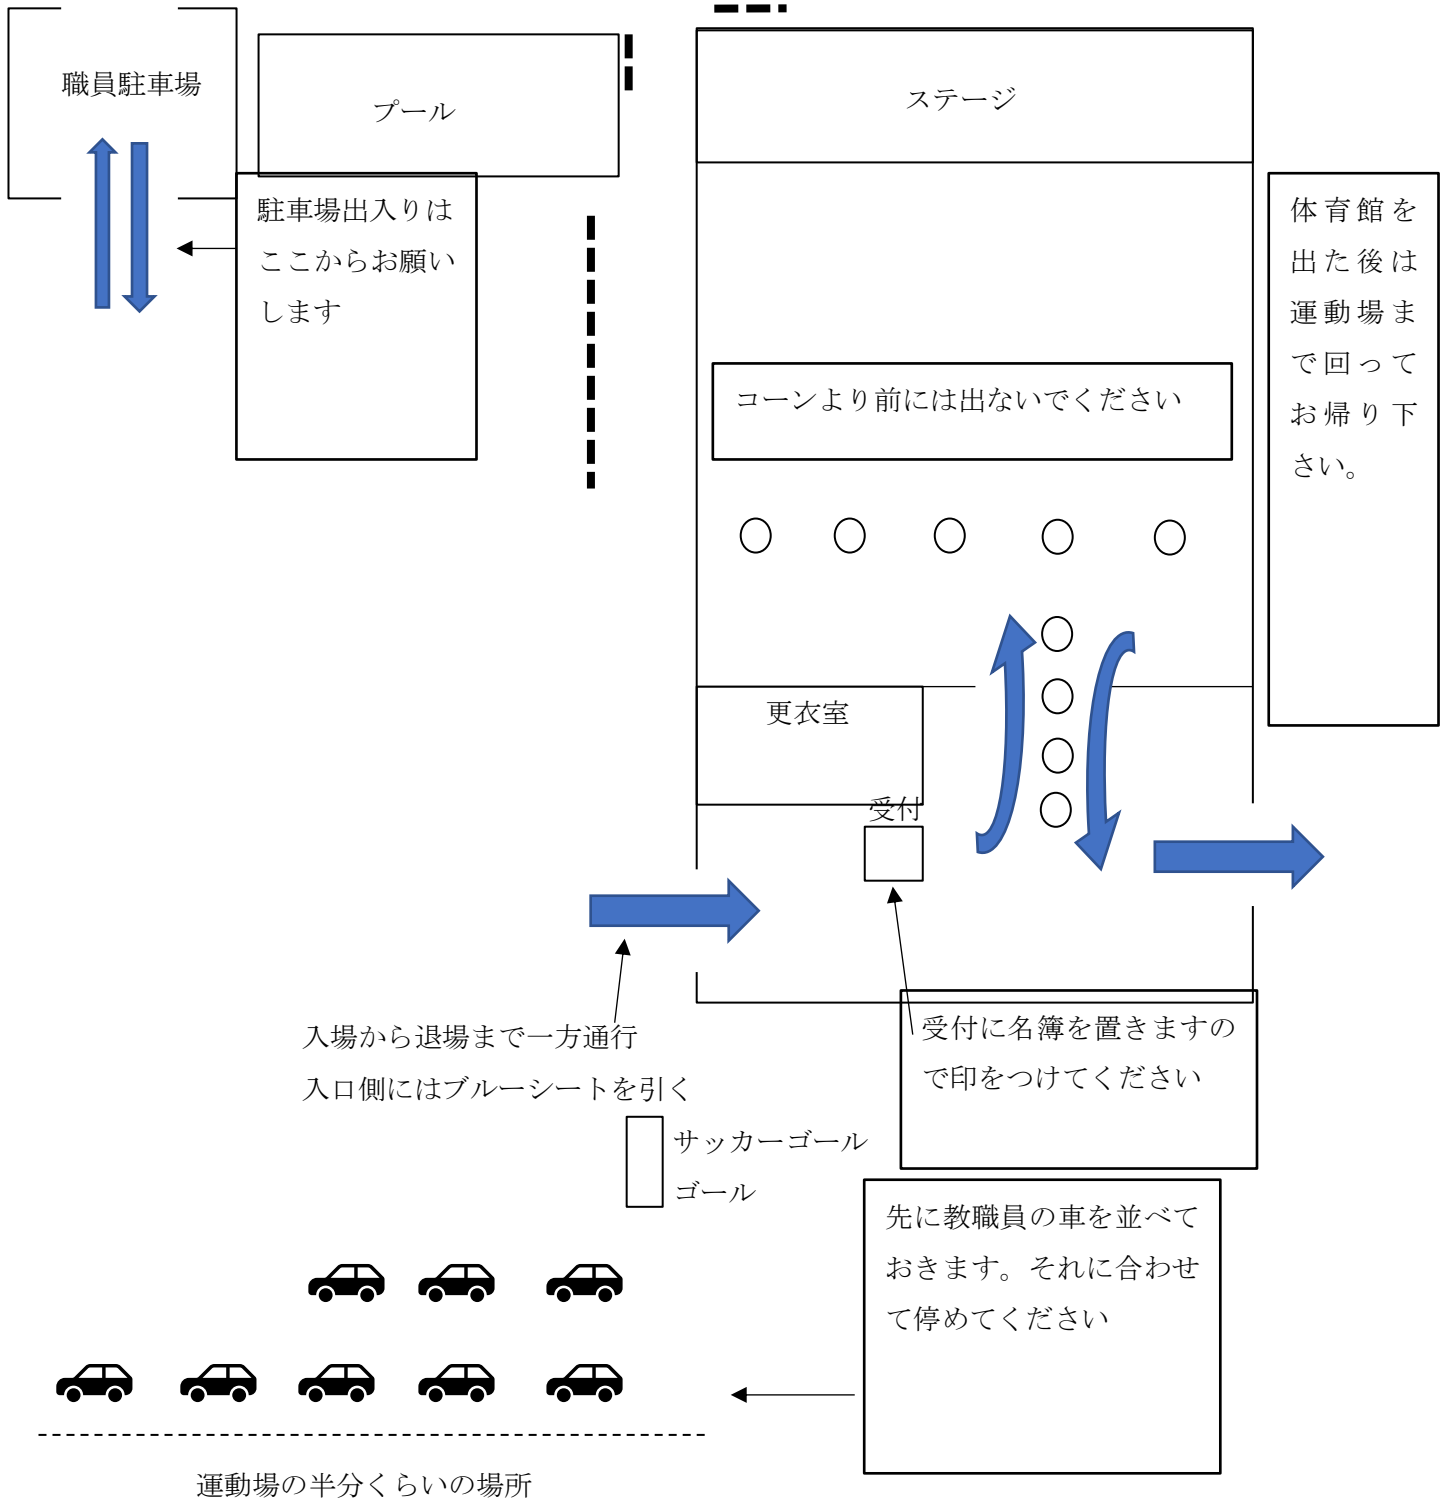 職員駐車場
プール
ステージ
駐車場出入りは
ここからお願い
します
体育館を
出た後は
運動場ま
で回って
お帰り下
さい。
コーンより前には出ないでください
更衣室
受付
入場から退場まで一方通行
入口側にはブルーシートを引く
受付に名簿を置きますの
で印をつけてください
サッカーゴール
ゴール
先に教職員の車を並べて
おきます。それに合わせ
て停めてください
運動場の半分くらいの場所